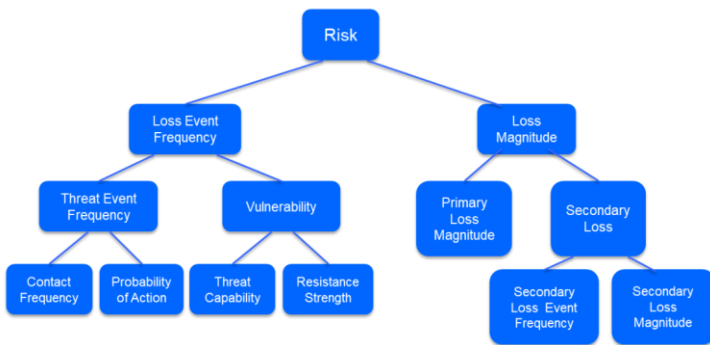 Risk
Loss Event
Frequency
Loss
Magnitude
Threat Event
Frequency
Vulnerability
Primary
Loss
Magnitude
Secondary
Loss
Contact
Frequency
Probability
of Action
Threat
Capability
Resistance
Strength
Secondary
Loss Event
Frequency
Secondary
Loss
Magnitude